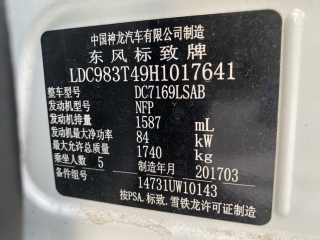 中国神龙汽车有限公司制造
东风标致牌
LDC983T49H1017641
整车型号 DC7169LSAB
发动机型号 NFP
发动机排量 1587 mL
发动机最大净功率 84 kW
最大允许总质量 1740 kg
乘坐人数 5 制造年月 201703
备件组号 14731UW10143
按PSA.标致.雪铁龙许可证制造